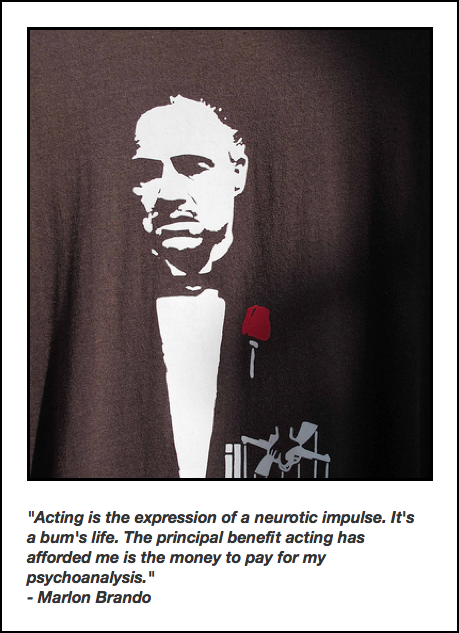 "Acting is the expression of a neurotic impulse. It's
a bum's life. The principal benefit acting has
afforded me is the money to pay for my
psychoanalysis."
- Marlon Brando